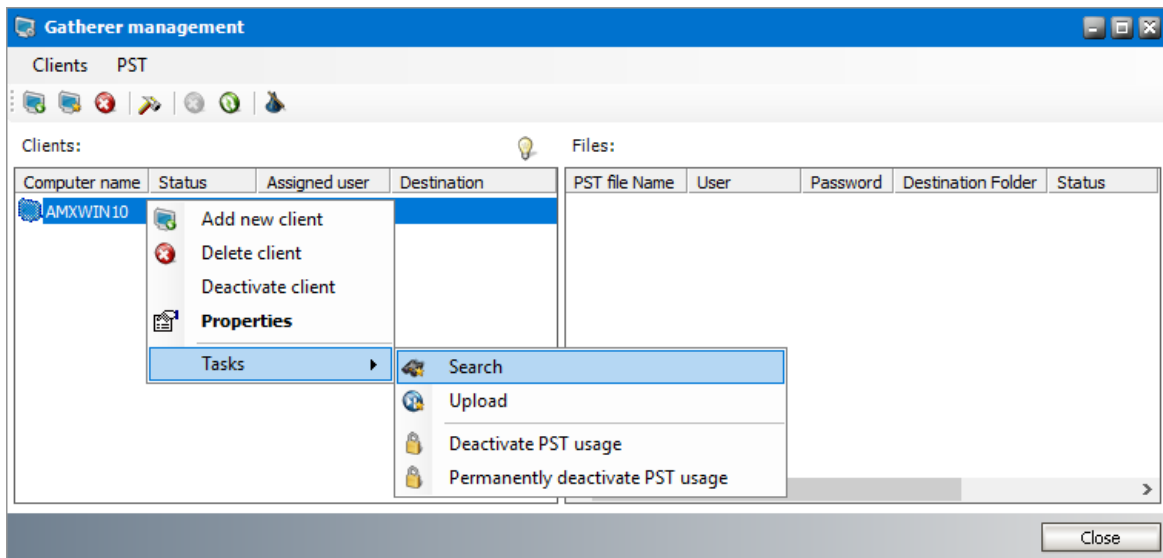 Gatherer management
Clients PST
Clients:
Files:
Computer name Status Assigned user Destination
PST file Name User Password Destination Folder Status
AMXWIN10
Add new client
Delete client
Deactivate client
Properties
Tasks
Search
Upload
Deactivate PST usage
Permanently deactivate PST usage
Close